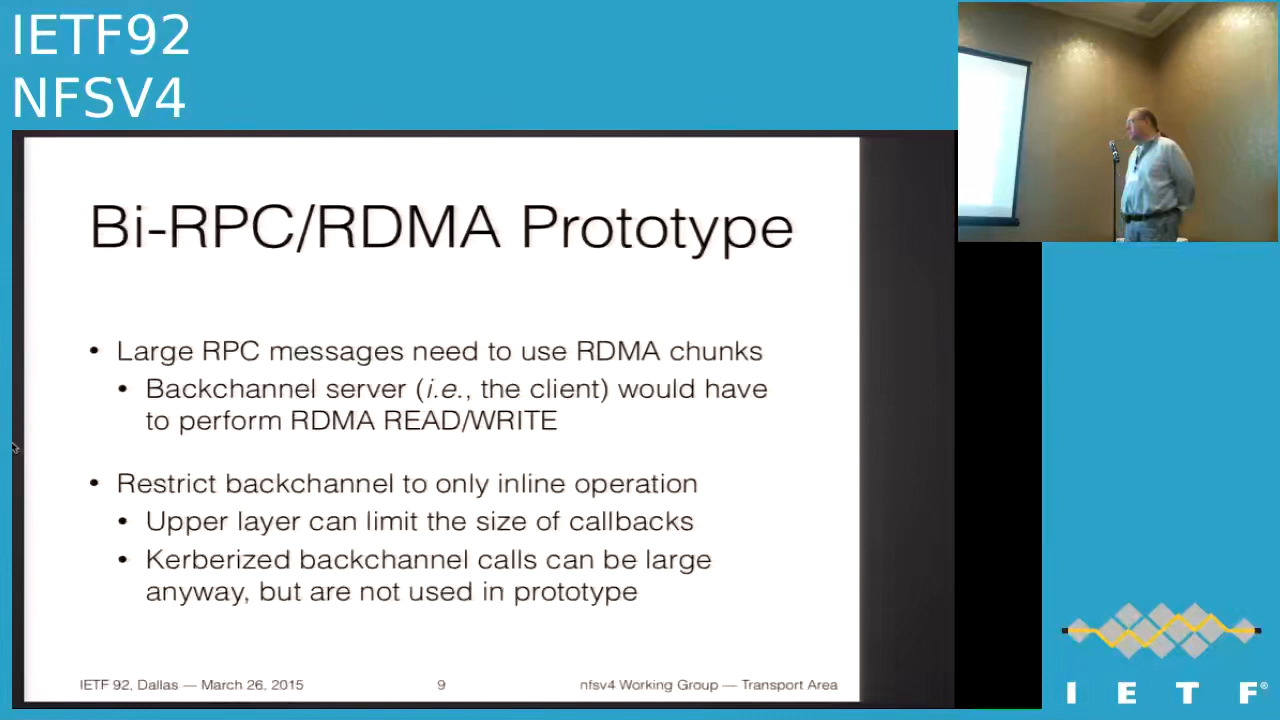 IETF92
NFSV4
Bi-RPC/RDMA Prototype
• Large RPC messages need to use RDMA chunks
• Backchannel server (i.e., the client) would have
to perform RDMA READ/WRITE
• Restrict backchannel to only inline operation
• Upper layer can limit the size of callbacks
• Kerberized backchannel calls can be large
anyway, but are not used in prototype
IETF 92, Dallas — March 26, 2015
9
nfsv4 Working Group — Transport Area
I E T F®